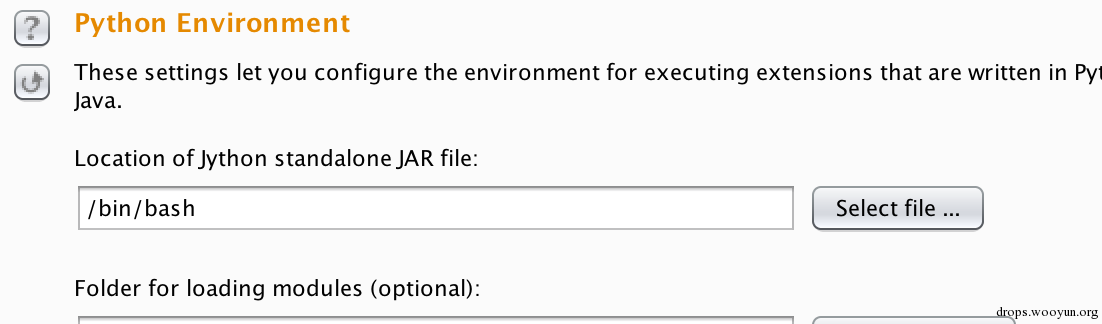 ?
Python Environment
These settings let you configure the environment for executing extensions that are written in Pyt
Java.
Location of Jython standalone JAR file:
/bin/bash
Select file ...
Folder for loading modules (optional):
drops.wooyun.org